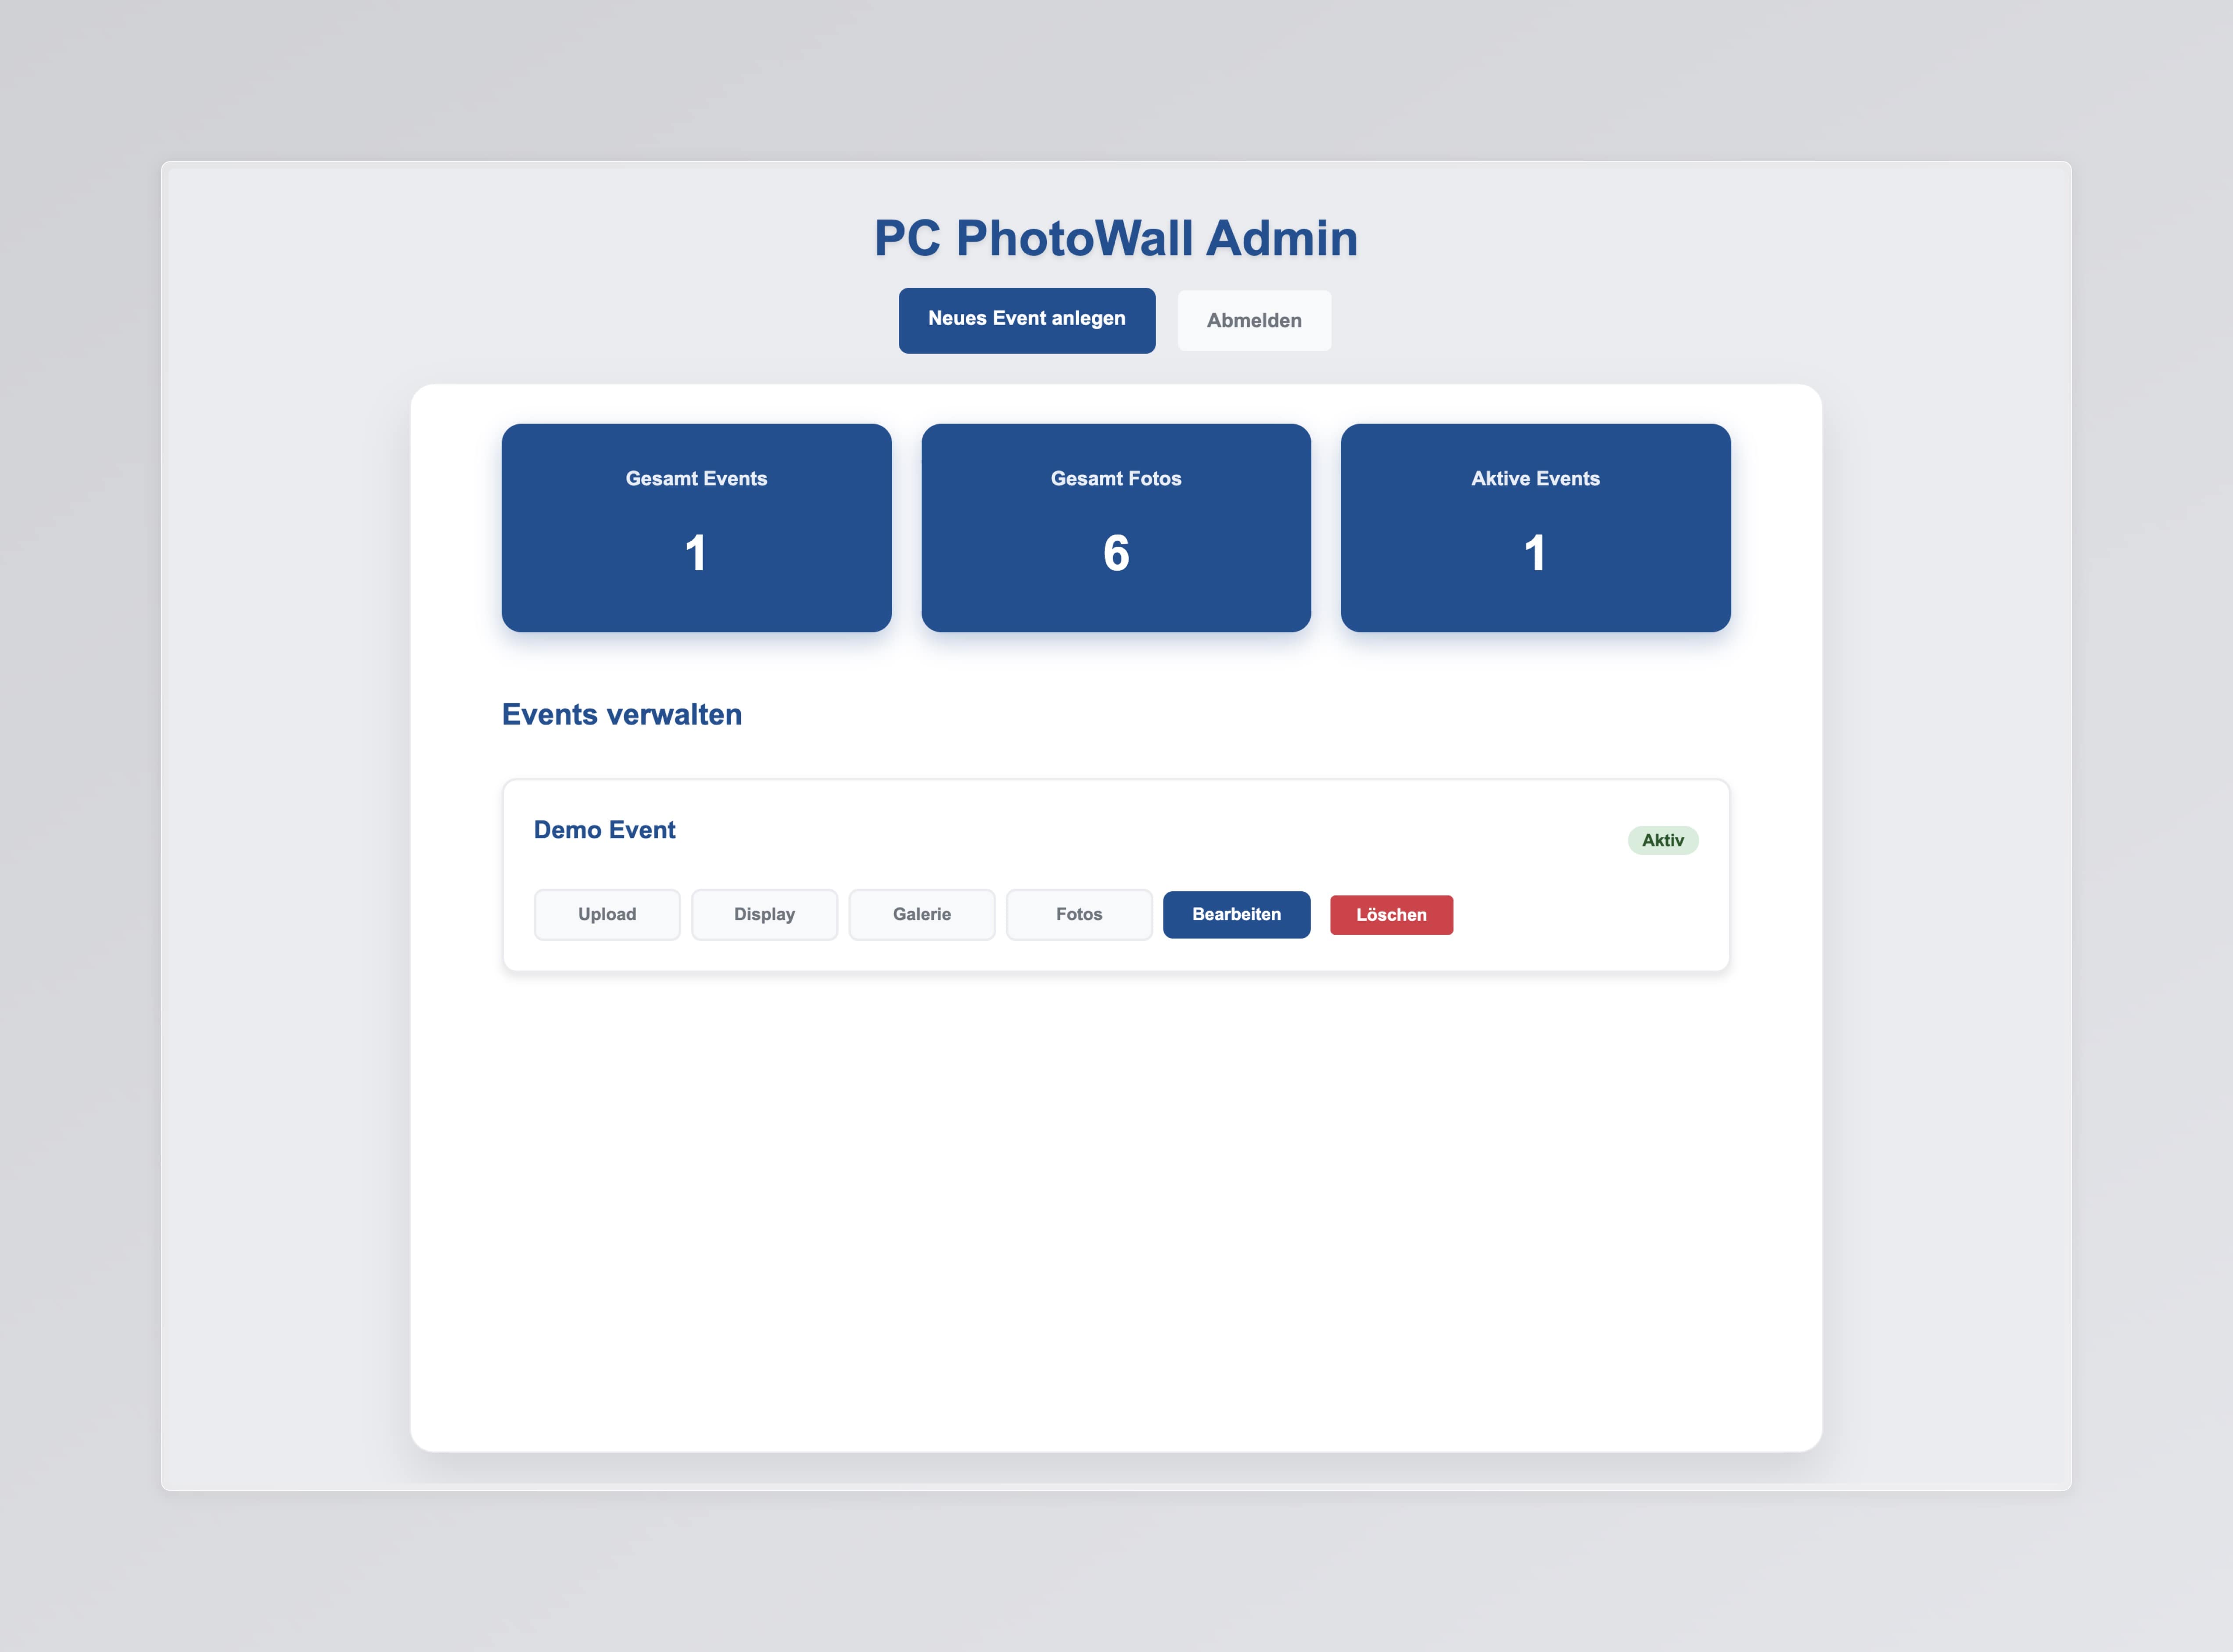 PC PhotoWall Admin
Neues Event anlegen
Abmelden
Gesamt Events
1
Gesamt Fotos
6
Aktive Events
1
Events verwalten
Demo Event
Aktiv
Upload
Display
Galerie
Fotos
Bearbeiten
Löschen